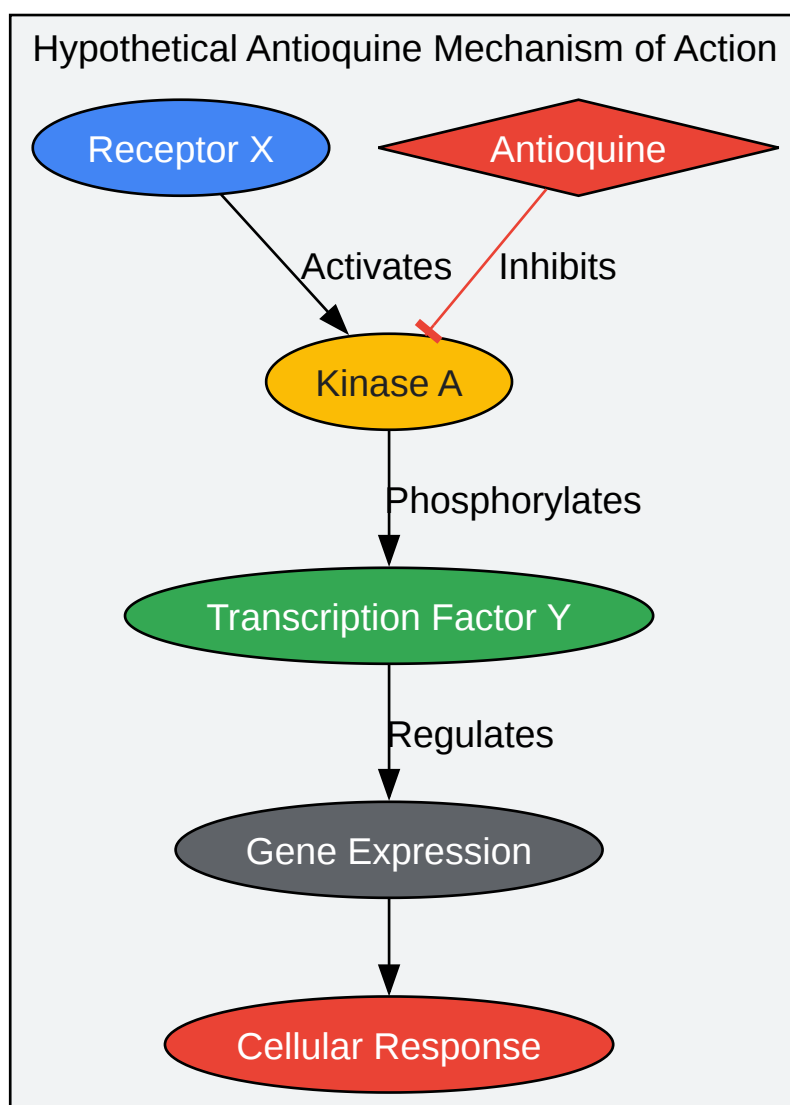 Hypothetical Antioquine Mechanism of Action
Receptor X
Antioquine
Activates
Inhibits
Kinase A
Phosphorylates
Transcription Factor Y
Regulates
Gene Expression
Cellular Response